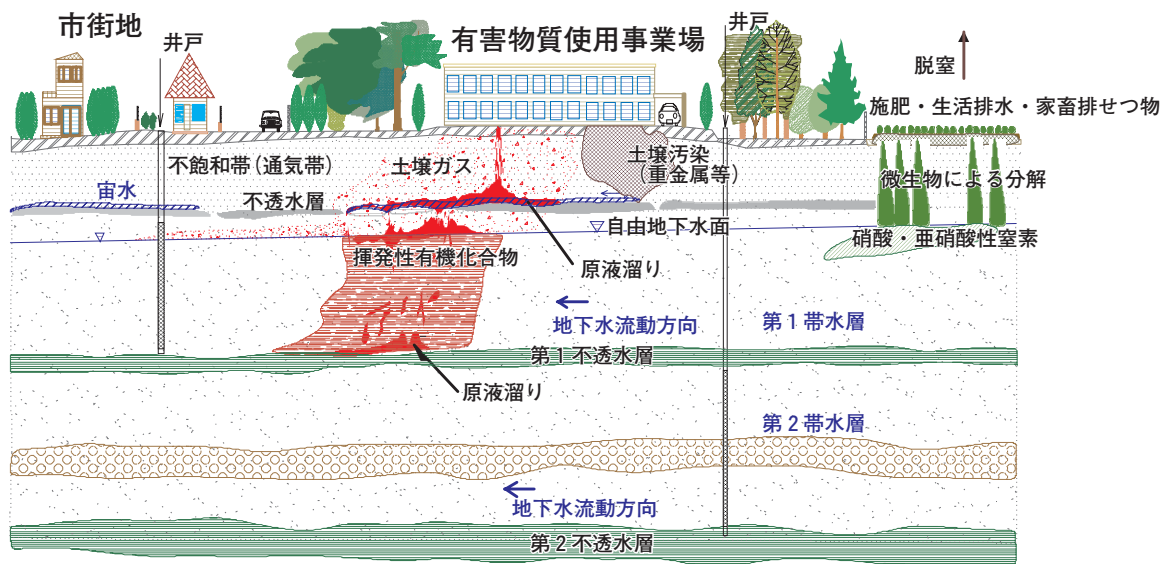 市街地
井戸
有害物質使用事業場
井戸
脱窒
施肥・生活排水・家畜排せつ物
不飽和帯(通気帯)
土壌ガス
土壌汚染
(重金属等)
微生物による分解
宙水
不透水層
自由地下水面
硝酸・亜硝酸性窒素
揮発性有機化合物
原液溜り
地下水流動方向
第1帯水層
第1不透水層
原液溜り
第2帯水層
地下水流動方向
第2不透水層